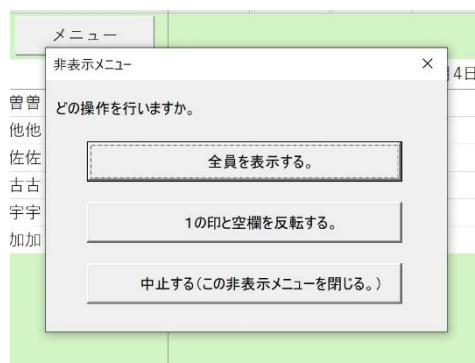 メニュー
非表示メニュー
月4日
どの操作を行いますか。
曽曽
他他
佐佐
古古
宇宇
加加
全員を表示する。
1の印と空欄を反転する。
中止する(この非表示メニューを閉じる。)